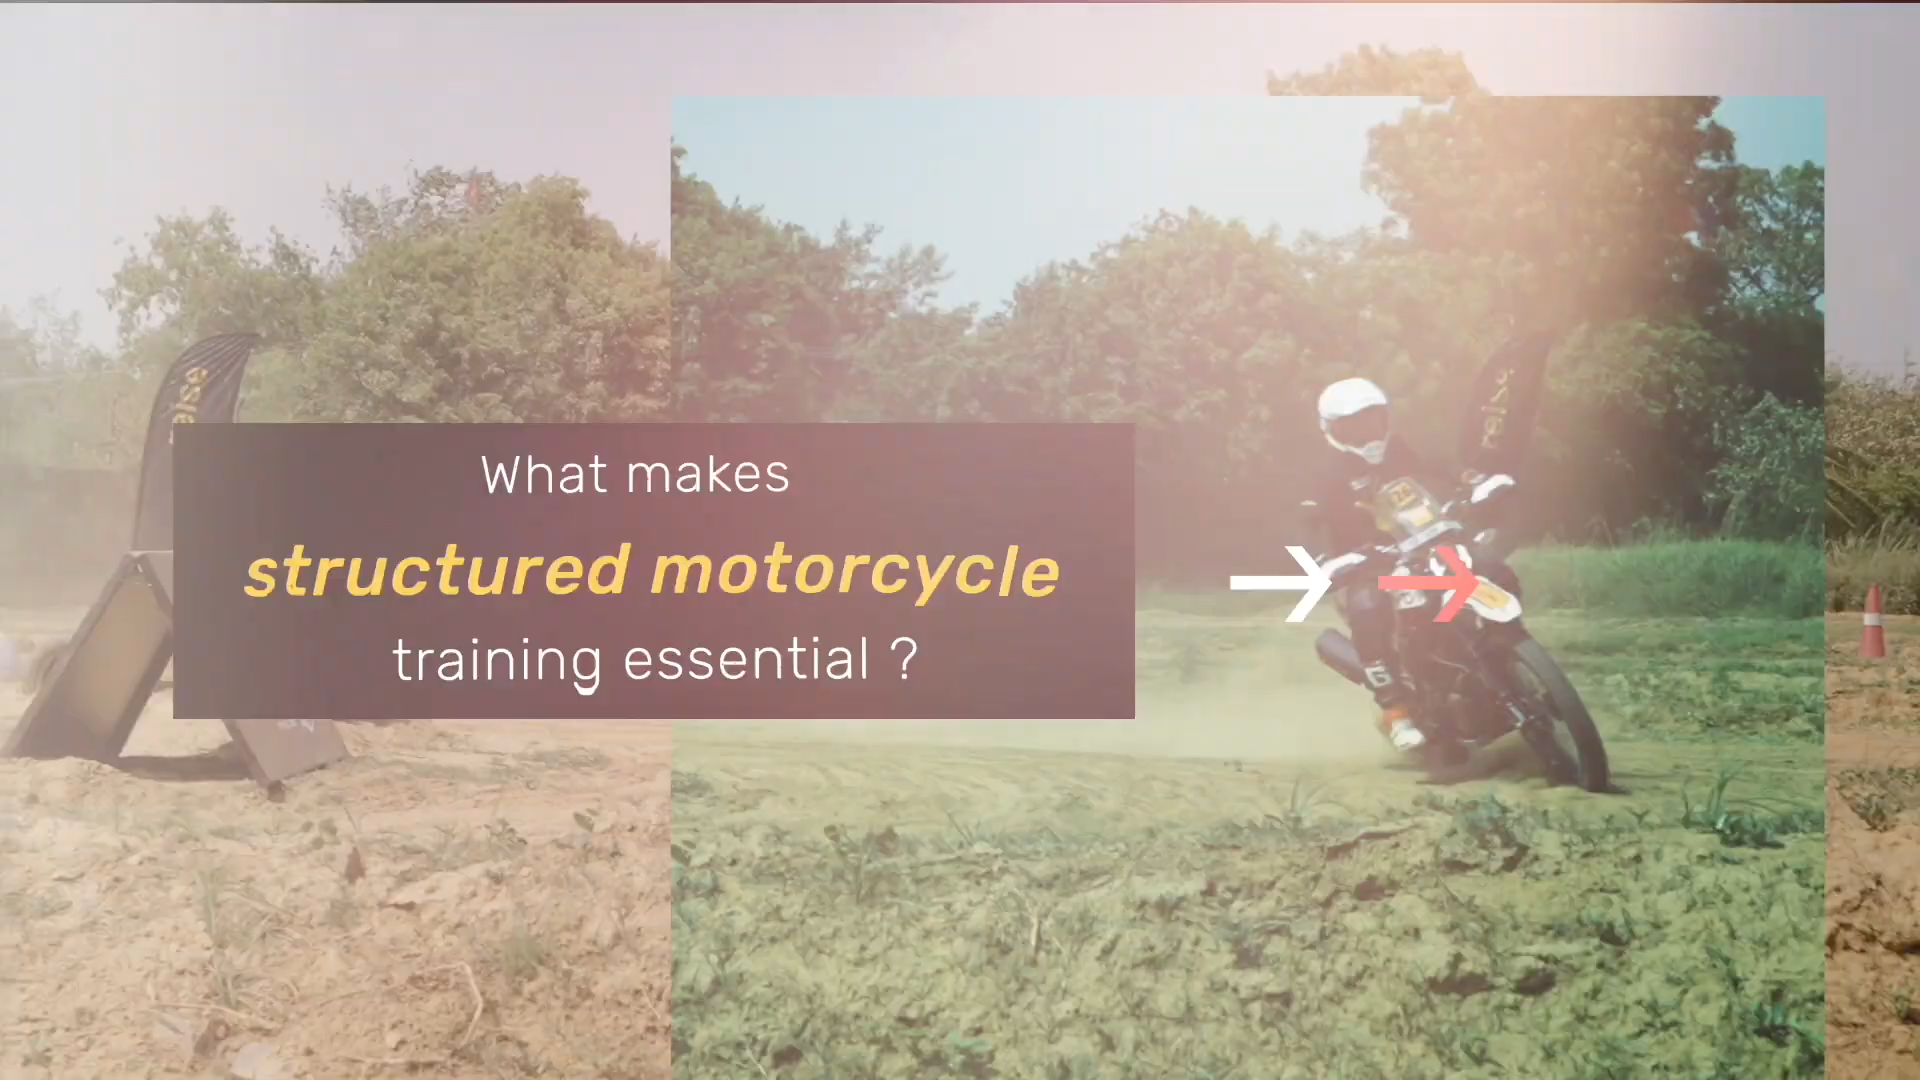 What makes
structured motorcycle
training essential ?